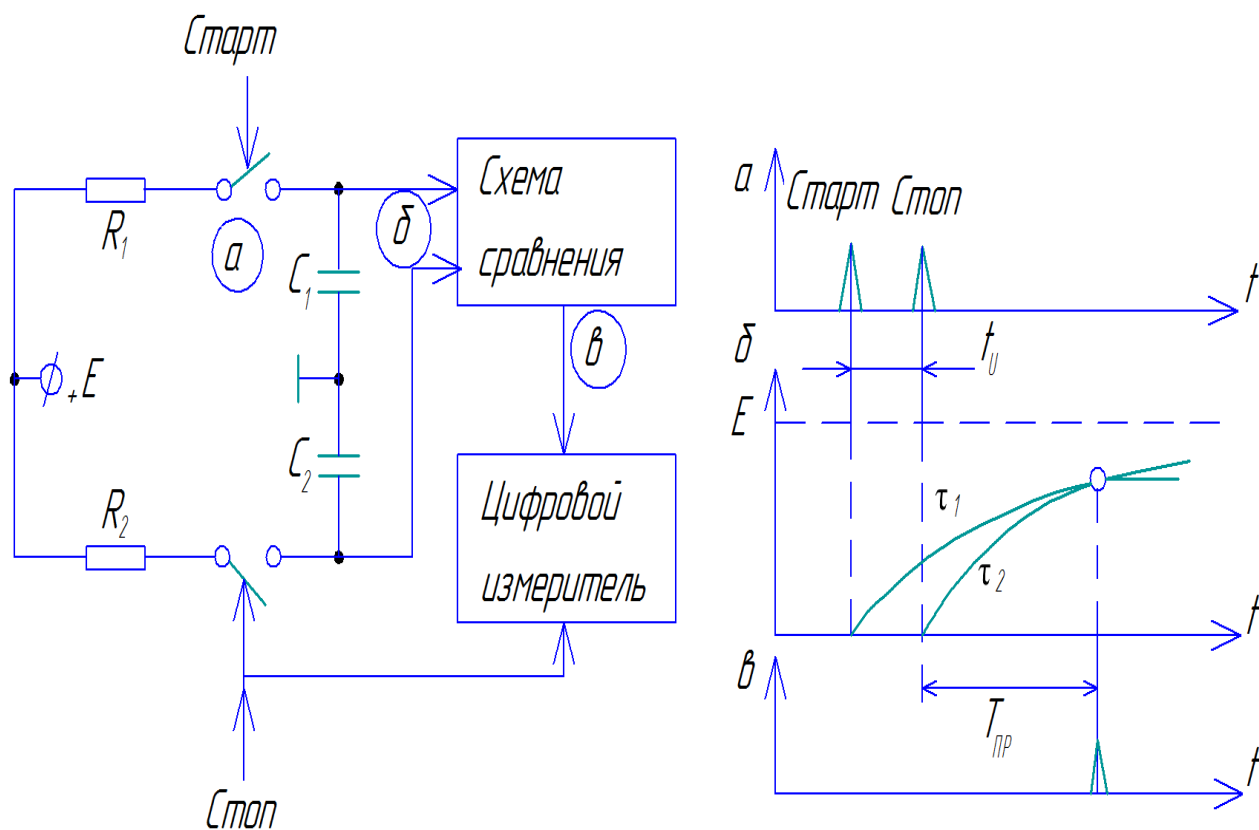 Старт
R1
а
б
Схема
сравнения
C1
в
+E
C2
R2
Цифровой
измеритель
Стоп
а
Старт Стоп
t
б
tи
E
τ1
τ2
t
в
Tпр
t